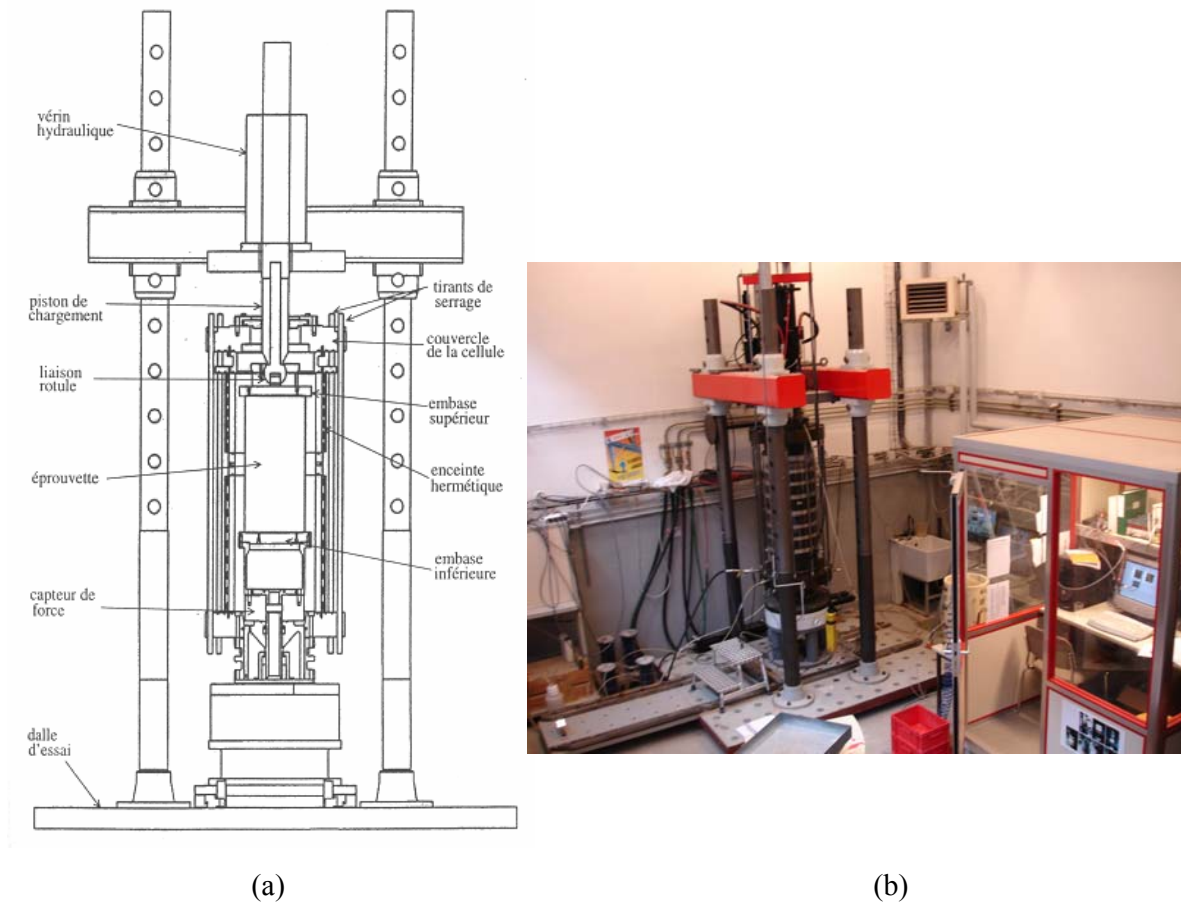 vérin
hydraulique
piston de
chargement
tirants de
serrage
couvercle
de la cellule
liaison
rotule
embase
supérieur
éprouvette
enceinte
hermétique
embase
inférieure
capteur de
force
dalle
d'essai
(a)
(b)